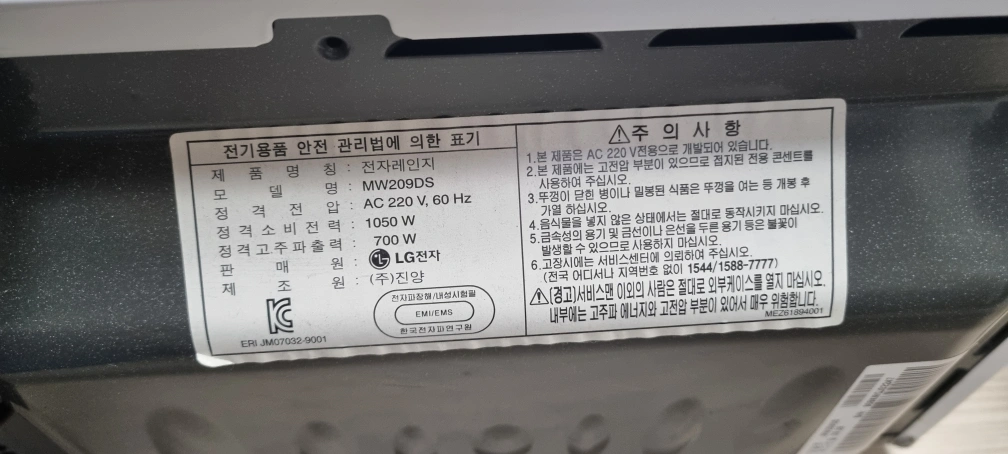 전기용품 안전 관리법에 의한 표기
제 품 명 칭 : 전자레인지
모 델 명 : MW209DS
정 격 전 압 : AC 220 V, 60 Hz
정격소비전력 : 1050 W
정격고주파출력 : 700 W
판 매 원 : LG전자
제 조 원 : (주)진양
전자파장해/내성시험필
EMI/EMS
한국전자파연구원
ERI JM07032-9001
⚠주 의 사 항
1.본 제품은 AC 220 V전용으로 개발되어 있습니다.
2.본 제품에는 고전압 부분이 있으므로 접지된 전용 콘센트를
사용하여 주십시오.
3.뚜껑이 닫힌 병이나 밀봉된 식품은 뚜껑을 여는 등 개봉 후
가열 하십시오.
4.음식물을 넣지 않은 상태에서는 절대로 동작시키지 마십시오.
5.금속성의 용기 및 금선이나 은선을 두른 용기 등은 불꽃이
발생할 수 있으므로 사용하지 마십시오.
6.고장시에는 서비스센터에 의뢰하여 주십시오.
(전국 어디서나 지역번호 없이 1544/1588-7777)
⚠(경고)서비스맨 이외의 사람은 절대로 외부케이스를 열지 마십시오
내부에는 고주파 에너지와 고전압 부분이 있어서 매우 위험합니다.
MEZ61894001